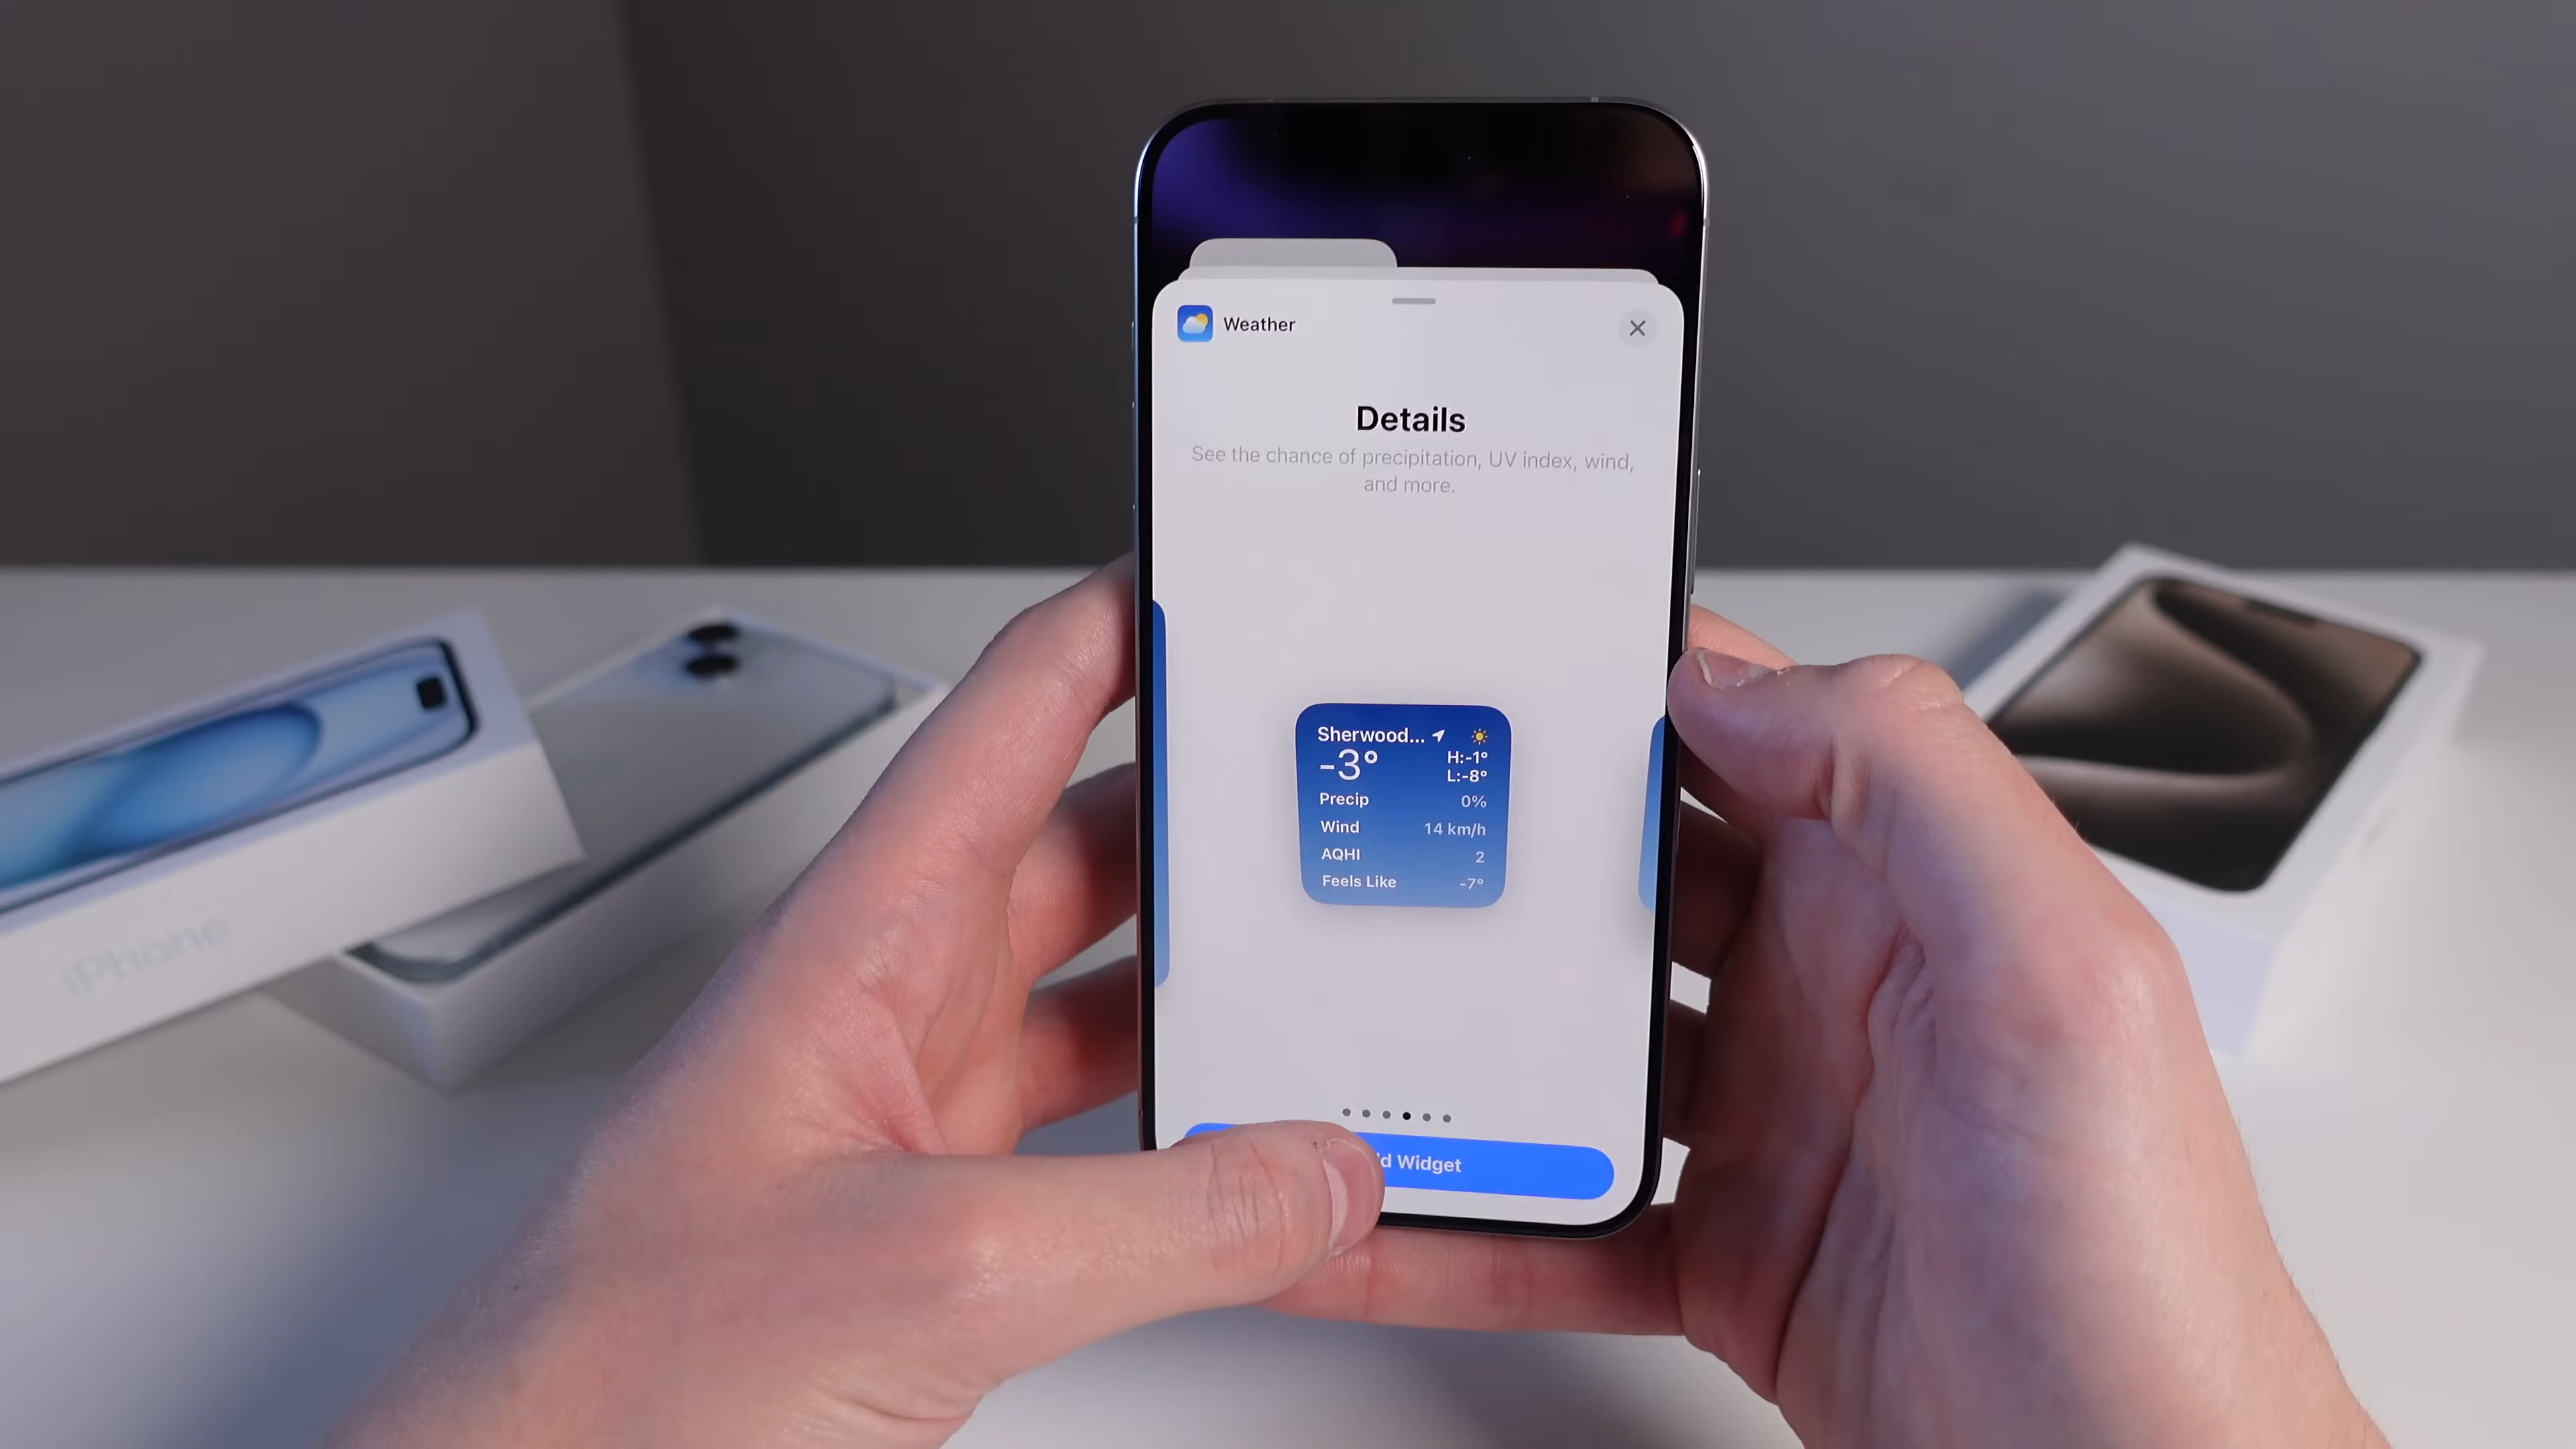 Weather
Details
See the chance of precipitation, UV index, wind,
and more.
Sherwood...
-3°
H:-1°
L:-8°
Precip 0%
Wind 14 km/h
AQHI 2
Feels Like -7°
Widget
iPhone